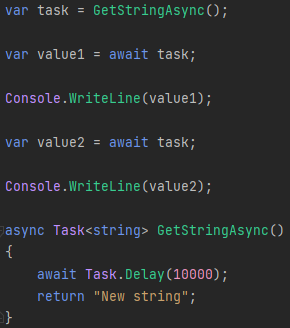 var task = GetStringAsync();
var value1 = await task;
Console.WriteLine(value1);
var value2 = await task;
Console.WriteLine(value2);
async Task<string> GetStringAsync()
{
    await Task.Delay(10000);
    return "New string";
}